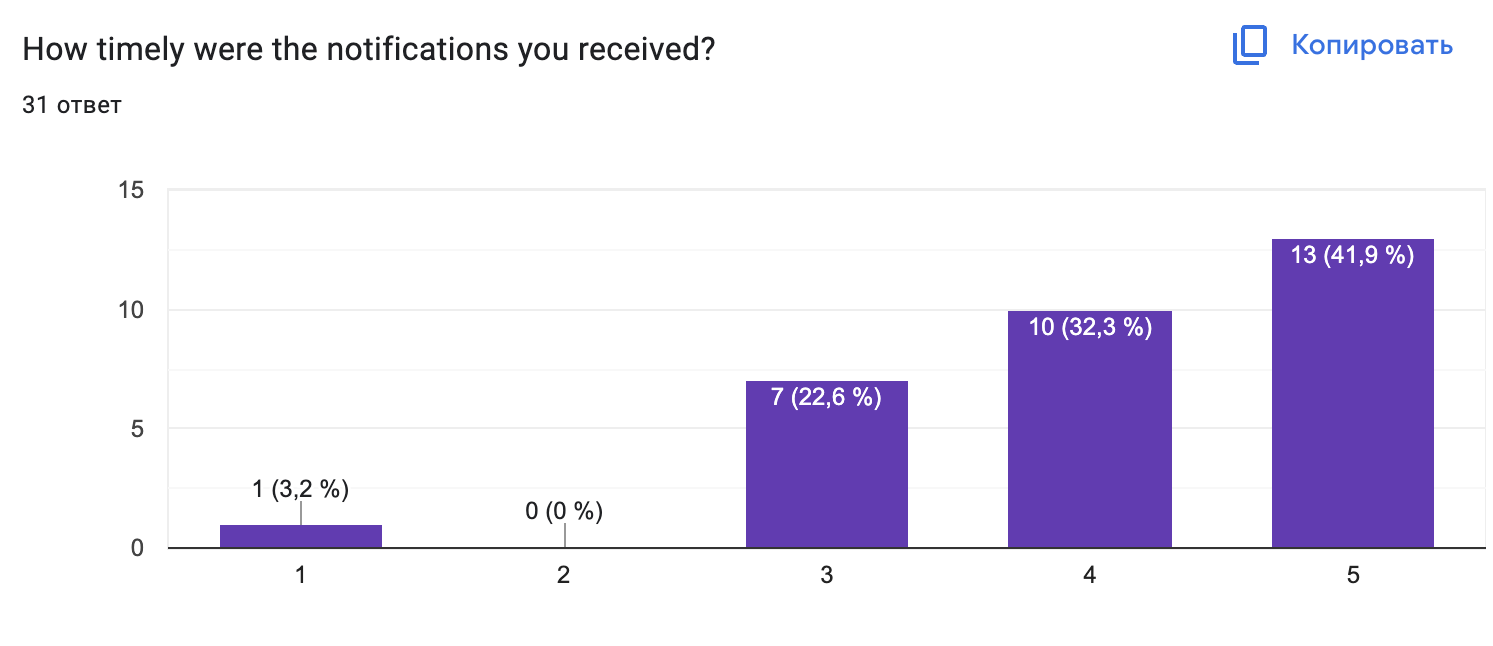 How timely were the notifications you received?
Копировать
31 ответ
15
10
5
0
1 (3,2 %)
0 (0 %)
7 (22,6 %)
10 (32,3 %)
13 (41,9 %)
1
2
3
4
5